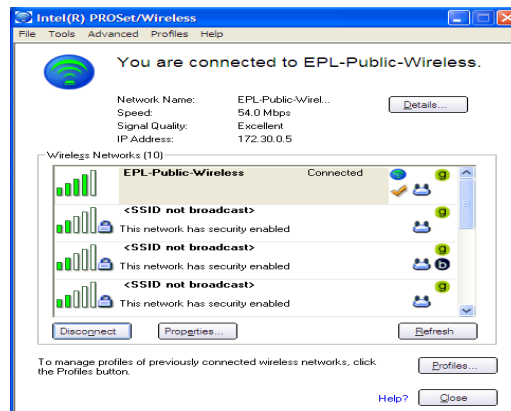 Intel(R) PROSet/Wireless
File Tools Advanced Profiles Help
You are connected to EPL-Public-Wireless.
Network Name: EPL-Public-Wirel...
Speed: 54.0 Mbps
Signal Quality: Excellent
IP Address: 172.30.0.5
Details...
Wireless Networks (10)
EPL-Public-Wireless Connected
g
<SSID not broadcast>
g
This network has security enabled
<SSID not broadcast>
g
This network has security enabled
b
<SSID not broadcast>
g
This network has security enabled
Disconnect Properties... Refresh
To manage profiles of previously connected wireless networks, click
the Profiles button.
Profiles...
Help? Close